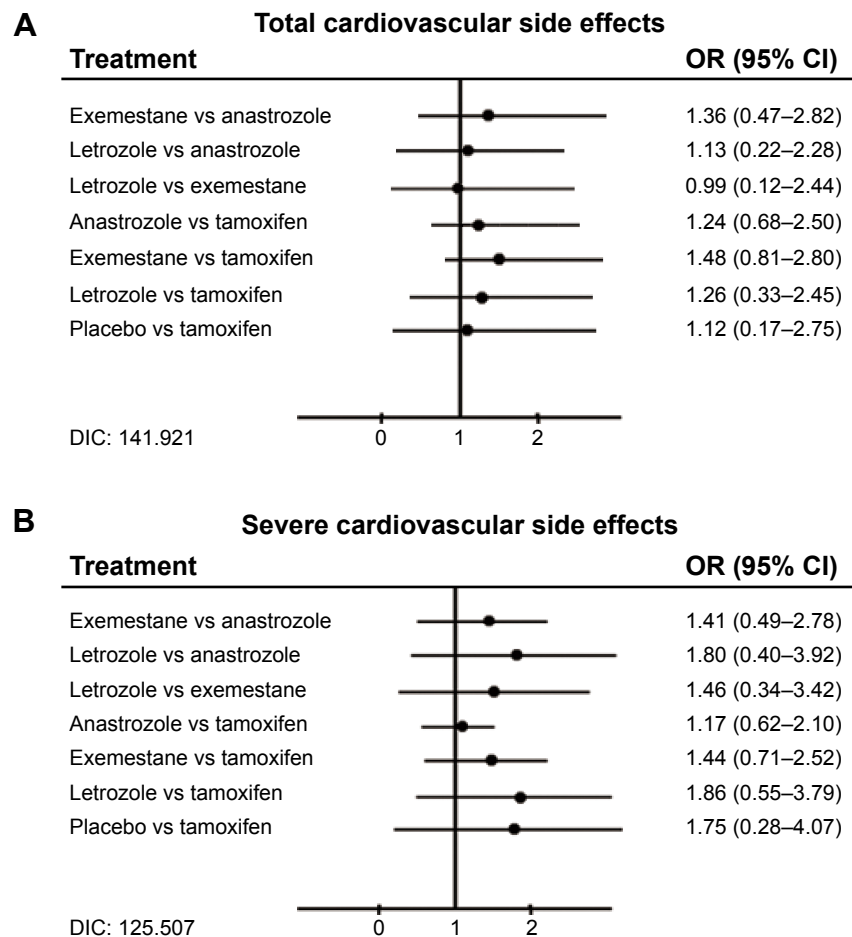 A
Total cardiovascular side effects
Treatment OR (95% CI)
Exemestane vs anastrozole 1.36 (0.47–2.82)
Letrozole vs anastrozole 1.13 (0.22–2.28)
Letrozole vs exemestane 0.99 (0.12–2.44)
Anastrozole vs tamoxifen 1.24 (0.68–2.50)
Exemestane vs tamoxifen 1.48 (0.81–2.80)
Letrozole vs tamoxifen 1.26 (0.33–2.45)
Placebo vs tamoxifen 1.12 (0.17–2.75)
DIC: 141.921 0 1 2
B
Severe cardiovascular side effects
Treatment OR (95% CI)
Exemestane vs anastrozole 1.41 (0.49–2.78)
Letrozole vs anastrozole 1.80 (0.40–3.92)
Letrozole vs exemestane 1.46 (0.34–3.42)
Anastrozole vs tamoxifen 1.17 (0.62–2.10)
Exemestane vs tamoxifen 1.44 (0.71–2.52)
Letrozole vs tamoxifen 1.86 (0.55–3.79)
Placebo vs tamoxifen 1.75 (0.28–4.07)
DIC: 125.507 0 1 2